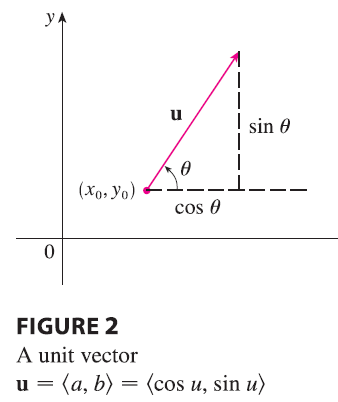 y
u
sin θ
θ
(x₀, y₀)
cos θ
0
FIGURE 2
A unit vector
u = ⟨a, b⟩ = ⟨cos u, sin u⟩